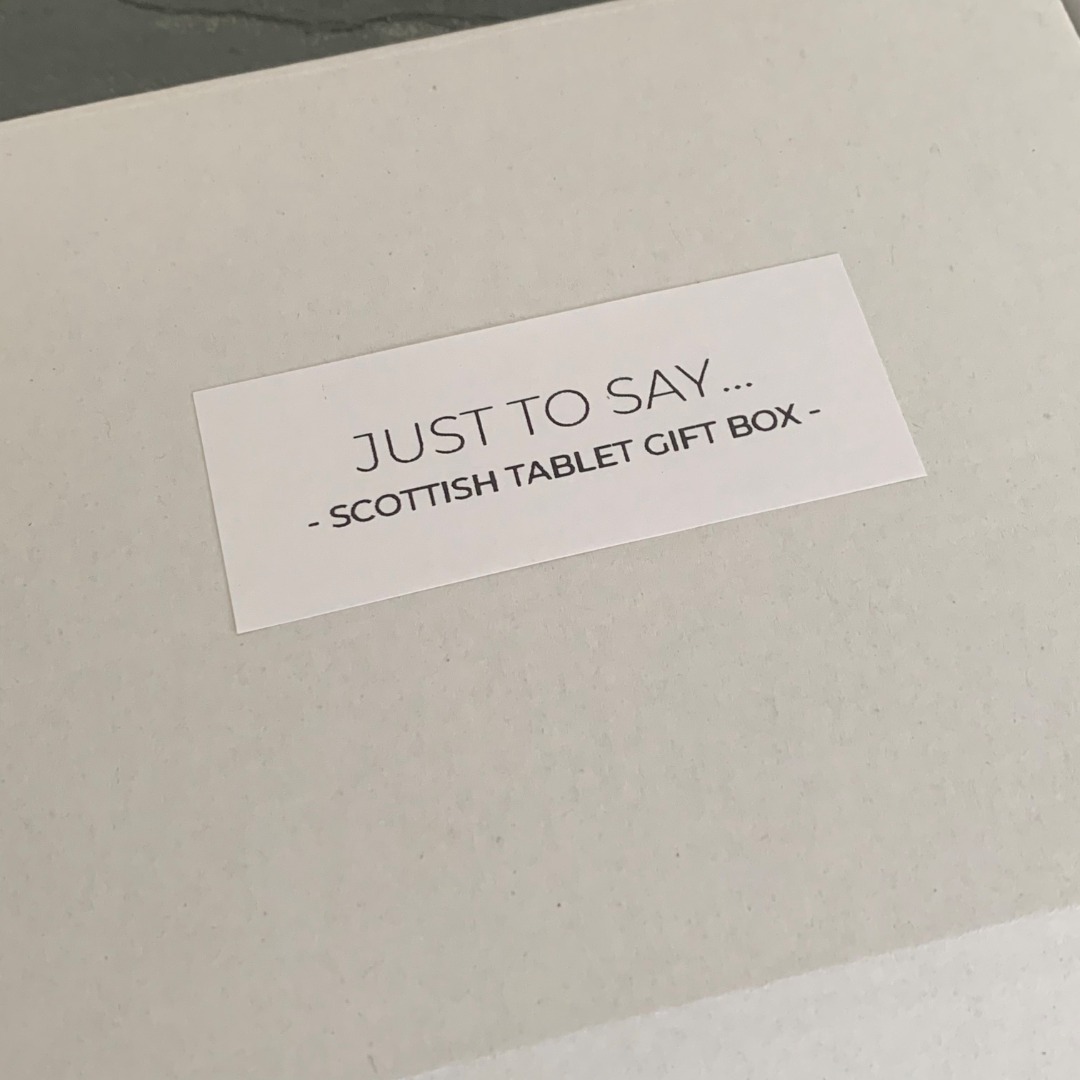 JUST TO SAY...
- SCOTTISH TABLET GIFT BOX -